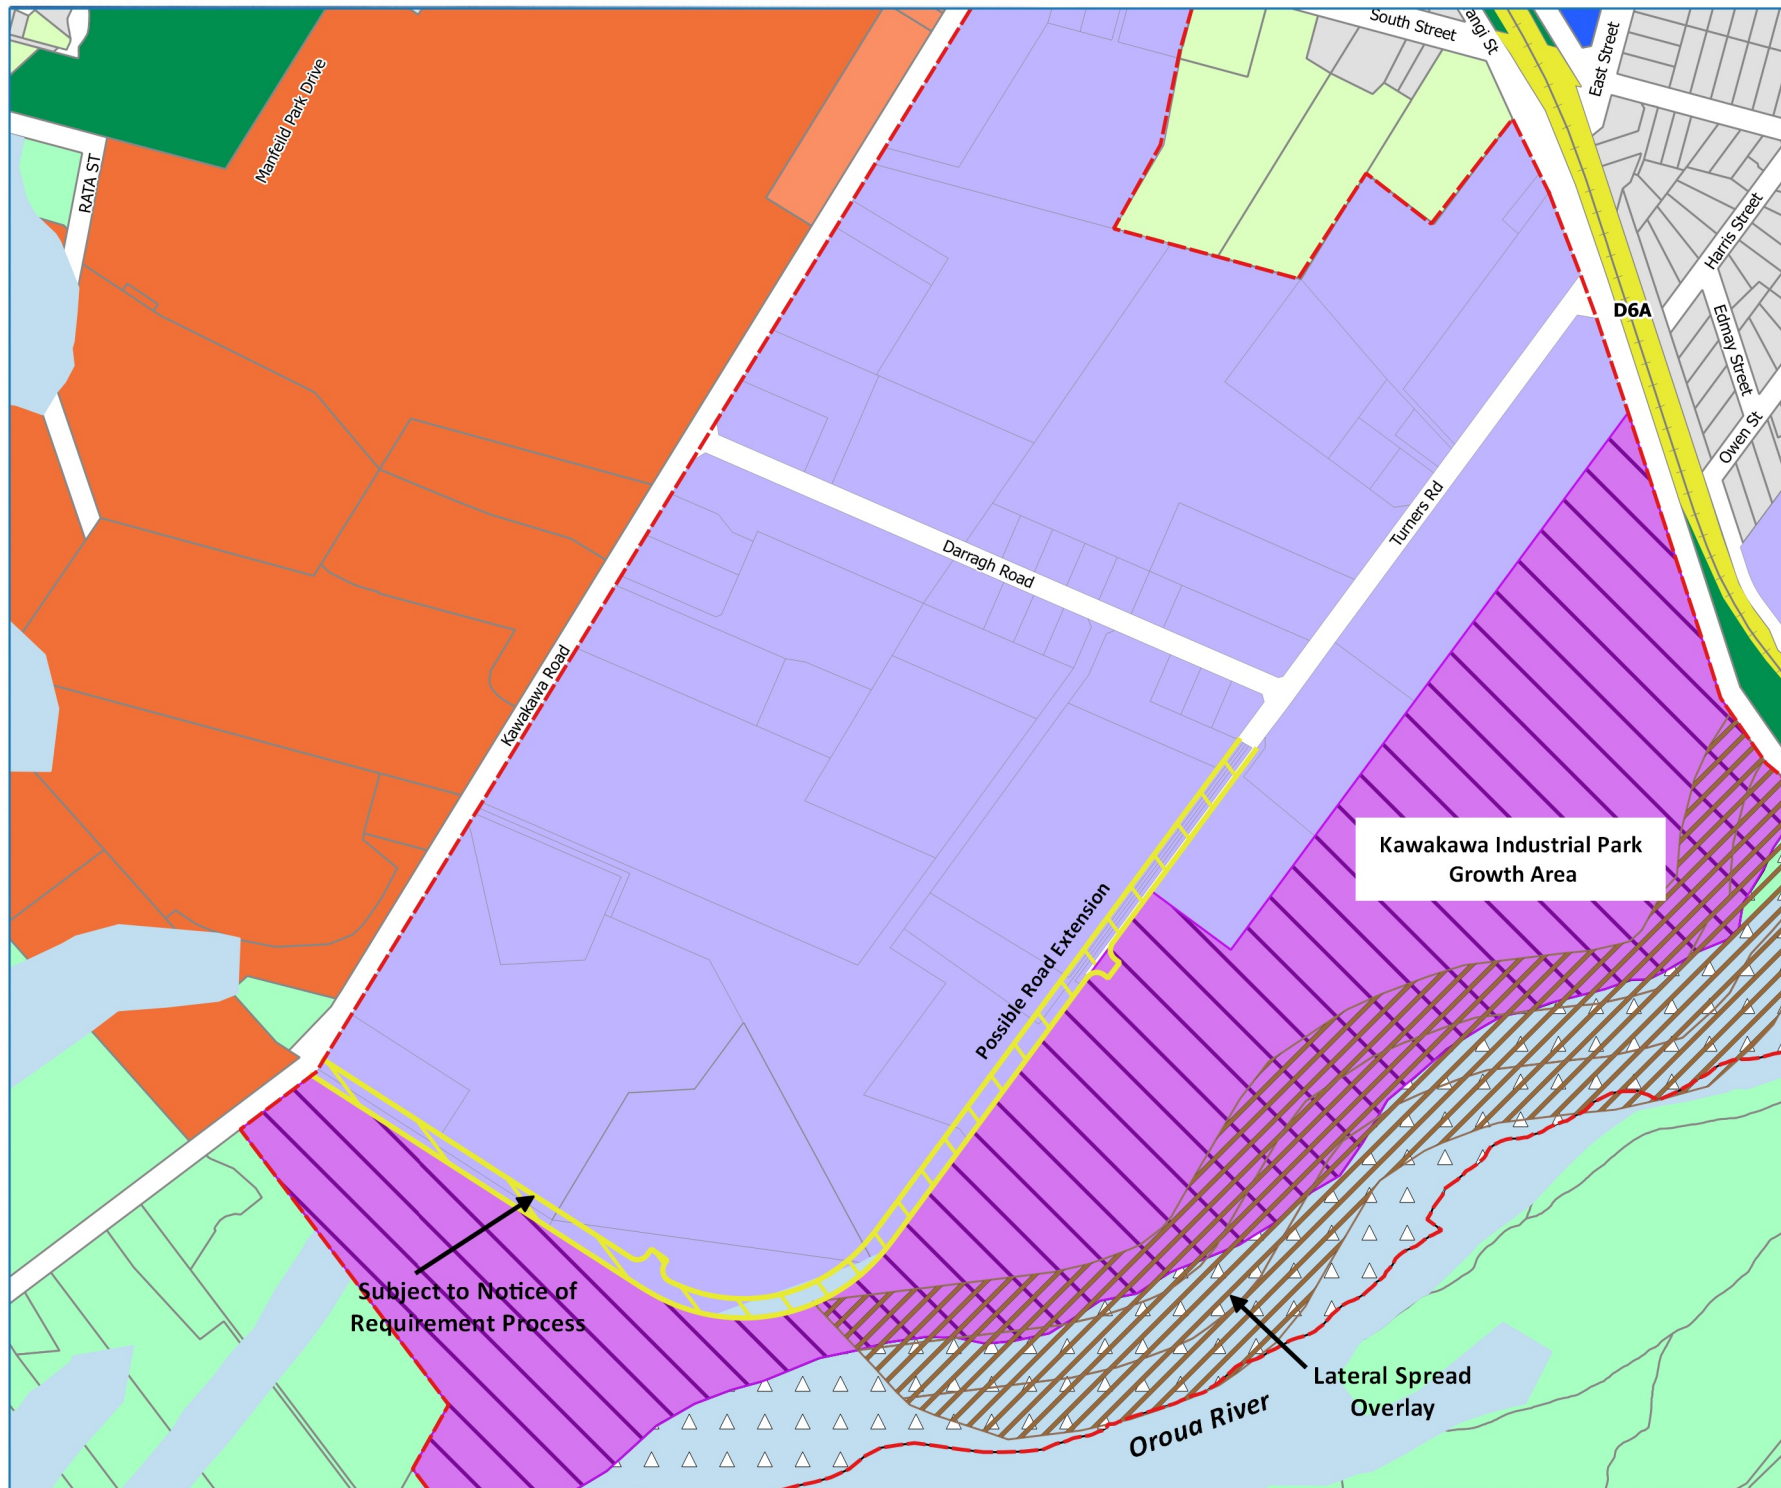 South Street
angi St
East Street
Manfeild Park Drive
RATA ST
Harris Street
D6A
Edmay Street
Owen St
Turners Rd
Darragh Road
Kawakawa Road
Kawakawa Industrial Park
Growth Area
Possible Road Extension
Subject to Notice of
Requirement Process
Lateral Spread
Overlay
Oroua River